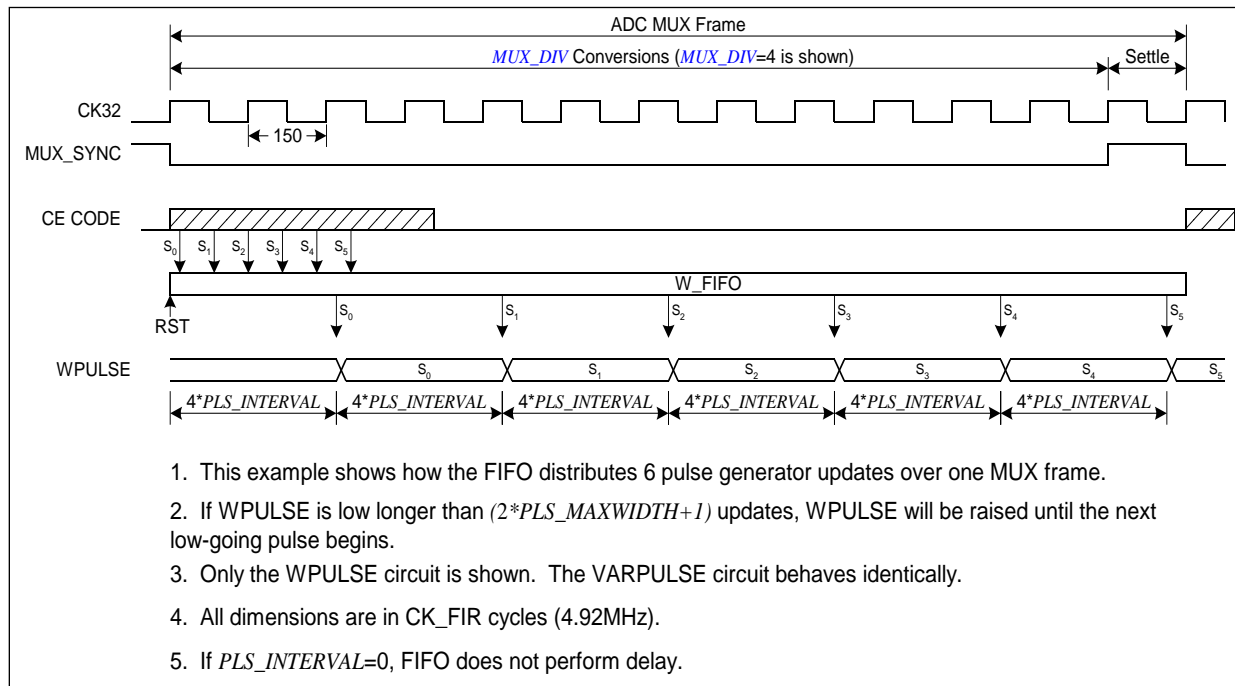 ADC MUX Frame
MUX_DIV Conversions (MUX_DIV=4 is shown)
Settle
CK32
150
MUX_SYNC
CE CODE
S0 S1 S2 S3 S4 S5
W_FIFO
RST
S0 S1 S2 S3 S4 S5
WPULSE
S0 S1 S2 S3 S4 S5
4*PLS_INTERVAL 4*PLS_INTERVAL 4*PLS_INTERVAL 4*PLS_INTERVAL 4*PLS_INTERVAL 4*PLS_INTERVAL
1. This example shows how the FIFO distributes 6 pulse generator updates over one MUX frame.
2. If WPULSE is low longer than (2*PLS_MAXWIDTH+1) updates, WPULSE will be raised until the next
low-going pulse begins.
3. Only the WPULSE circuit is shown. The VARPULSE circuit behaves identically.
4. All dimensions are in CK_FIR cycles (4.92MHz).
5. If PLS_INTERVAL=0, FIFO does not perform delay.